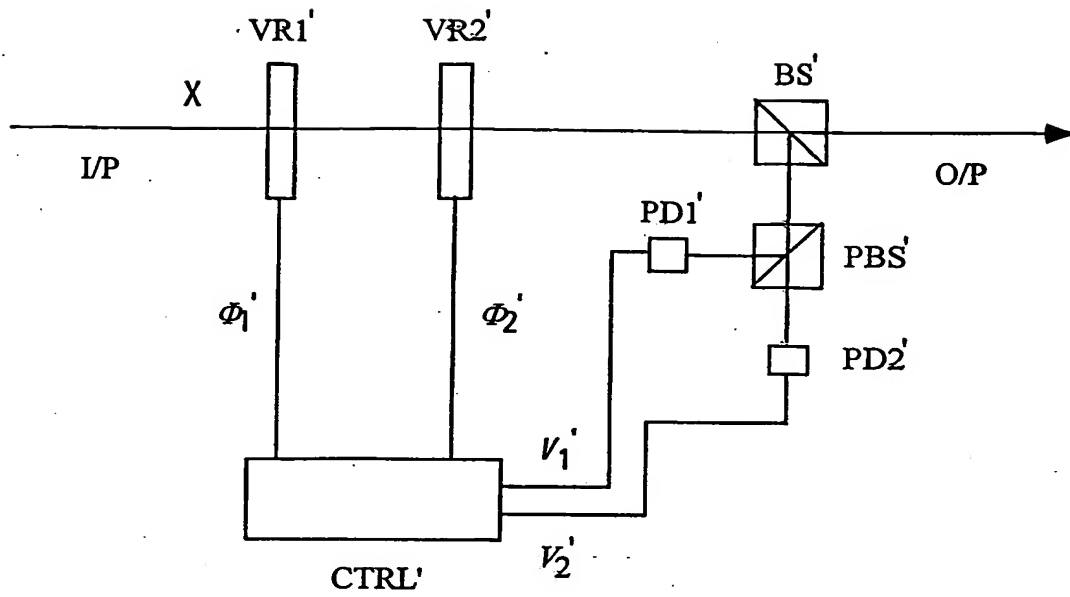 VR1'
VR2'
BS'
X
I/P
O/P
PD1'
PBS'
Φ1'
Φ2'
PD2'
V1'
V2'
CTRL'